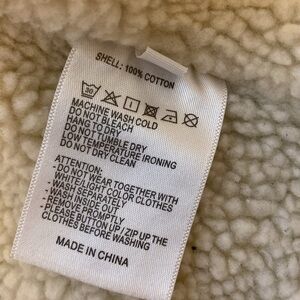 SHELL: 100% COTTON
30
MACHINE WASH COLD
DO NOT BLEACH
HANG TO DRY
DO NOT TUMBLE DRY
LOW TEMPERATURE IRONING
DO NOT DRY CLEAN
ATTENTION:
- DO NOT WEAR TOGETHER WITH
WHITE/LIGHT COLOR CLOTHES
- WASH SEPARATELY
- WASH INSIDE OUT
- REMOVE PROMPTLY
- PLEASE BUTTON UP /ZIP UP THE
CLOTHES BEFORE WASHING
MADE IN CHINA